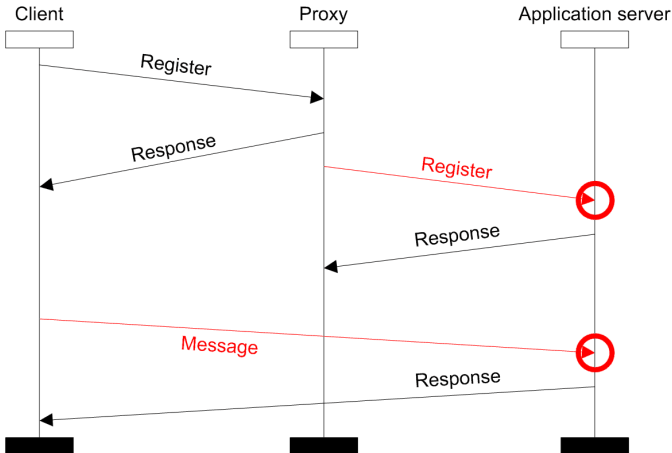 Client
Proxy
Application server
Register
Response
Register
Response
Message
Response